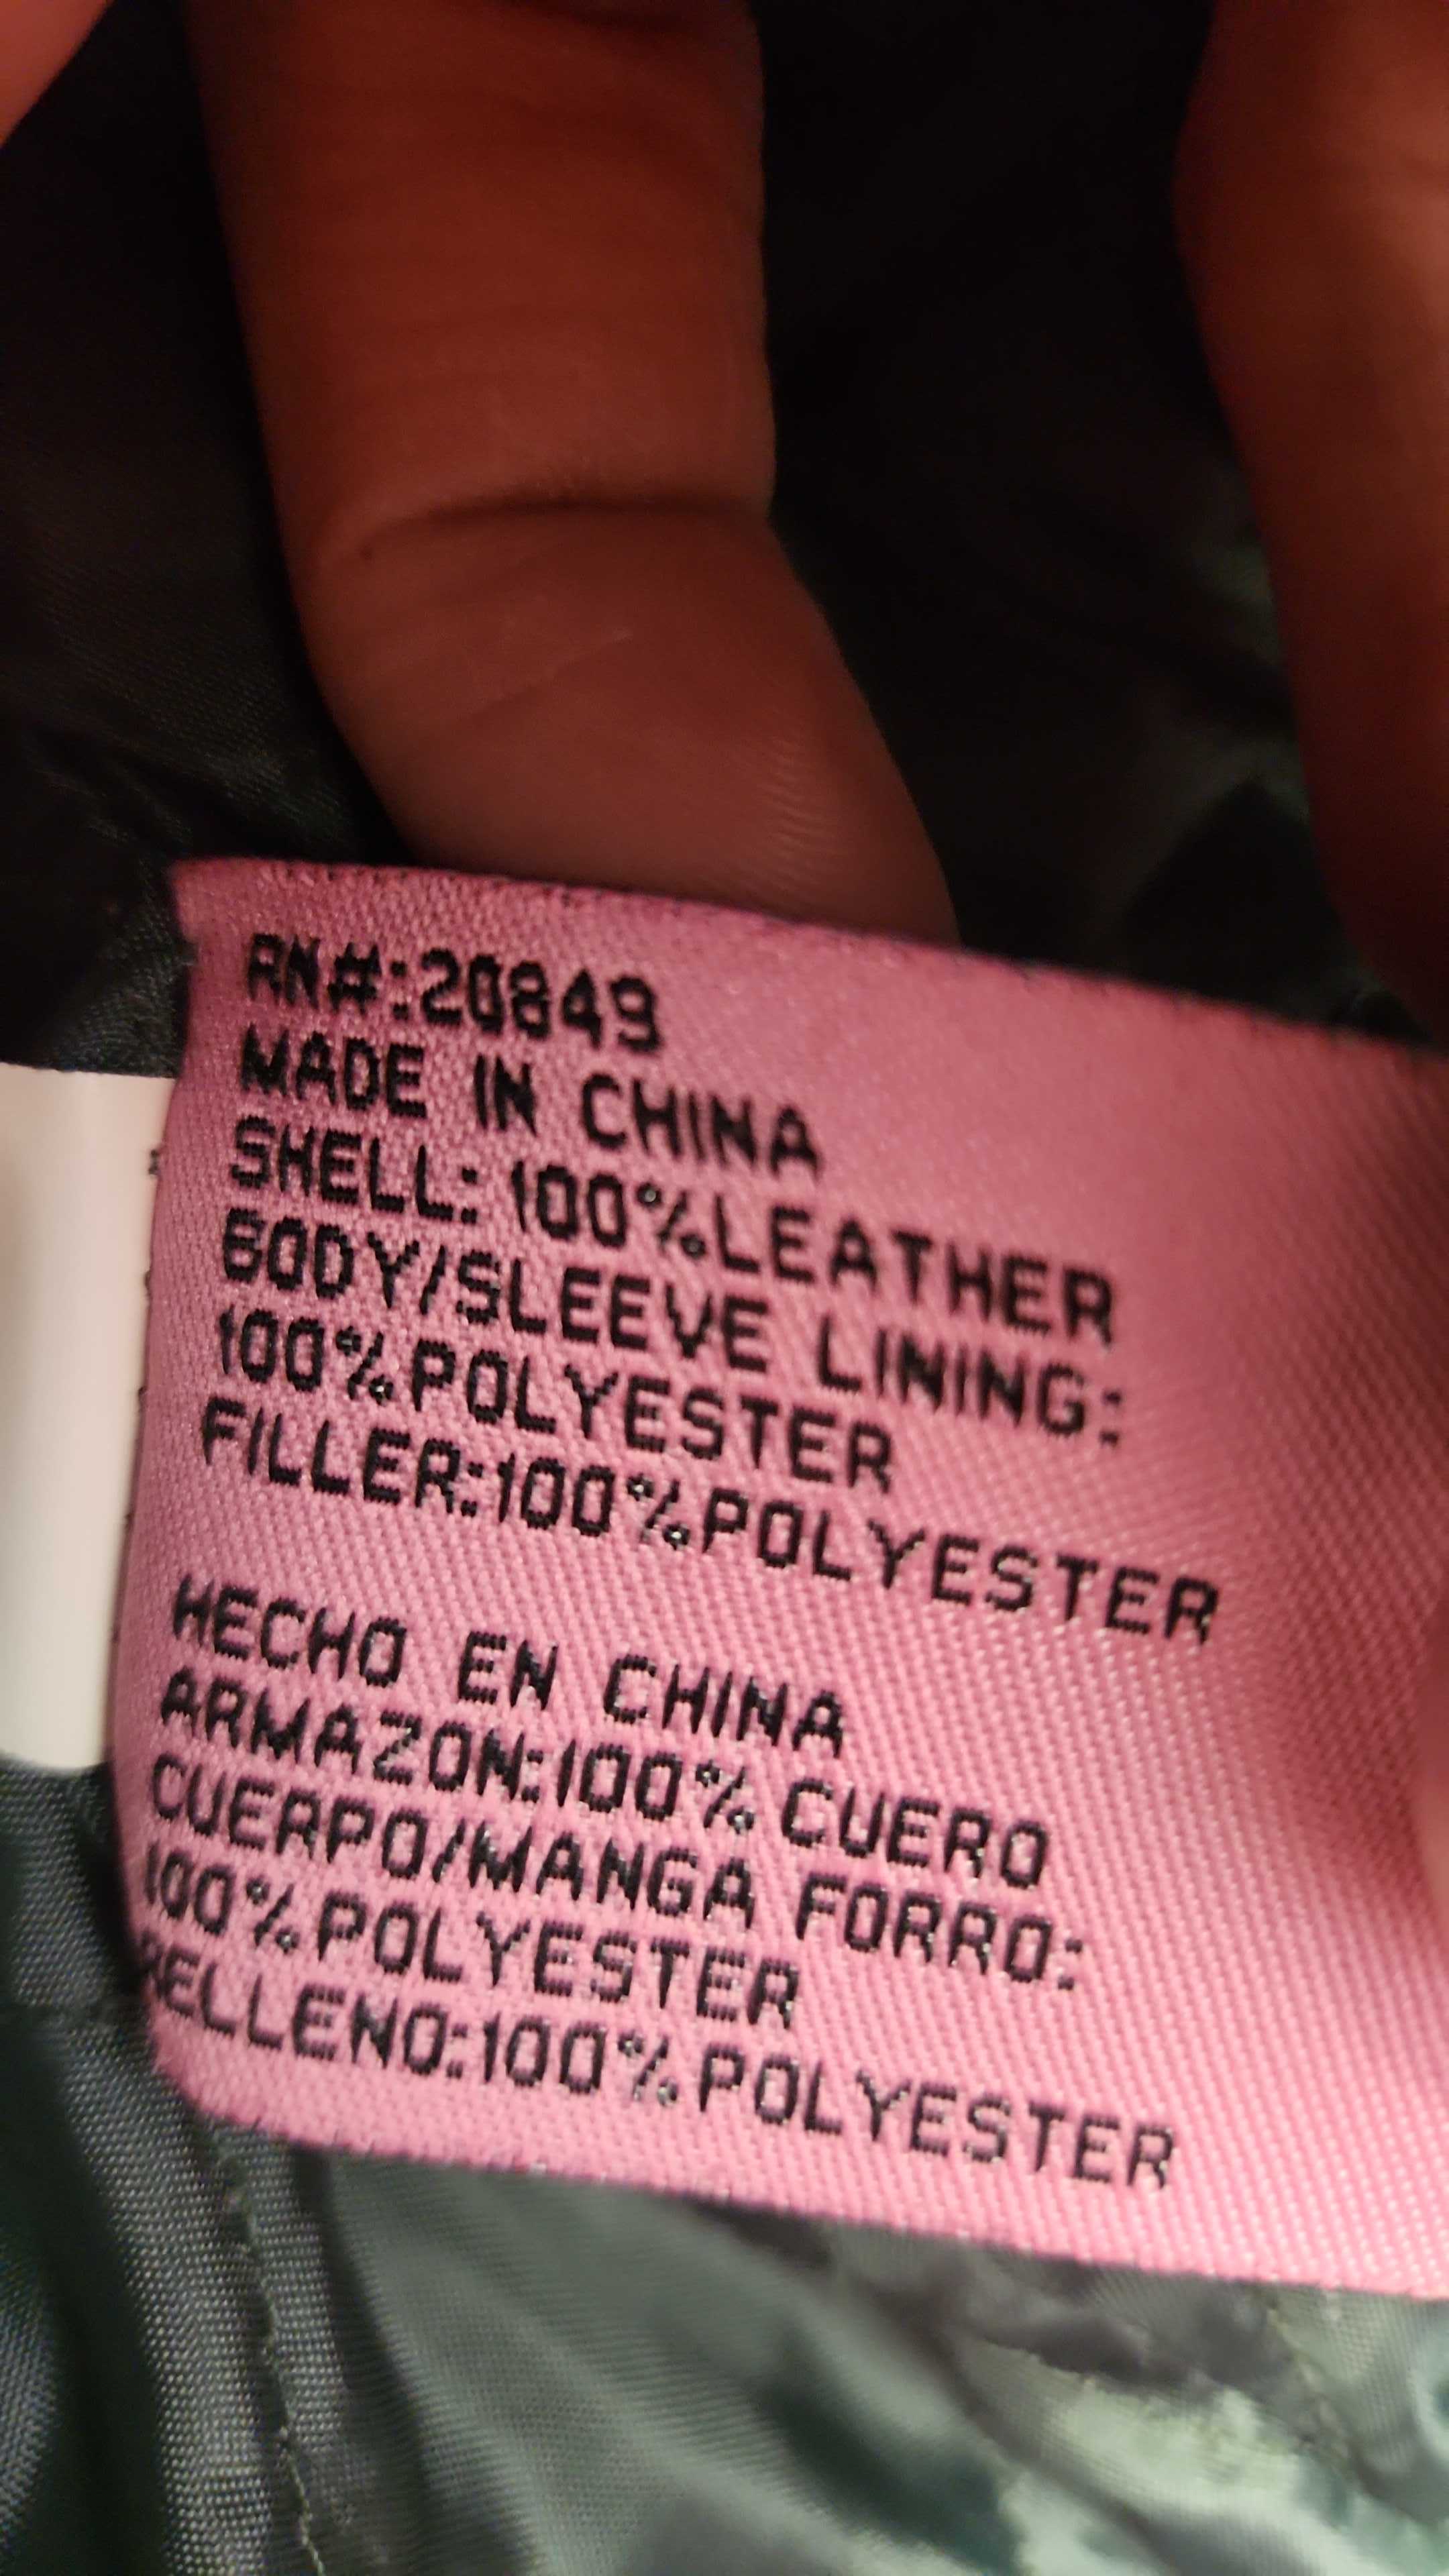 RN#:20849
MADE IN CHINA
SHELL: 100%LEATHER
BODY/SLEEVE LINING:
100%POLYESTER
FILLER:100%POLYESTER
HECHO EN CHINA
ARMAZON:100% CUERO
CUERPO/MANGA FORRO:
100%POLYESTER
RELLENO:100%POLYESTER